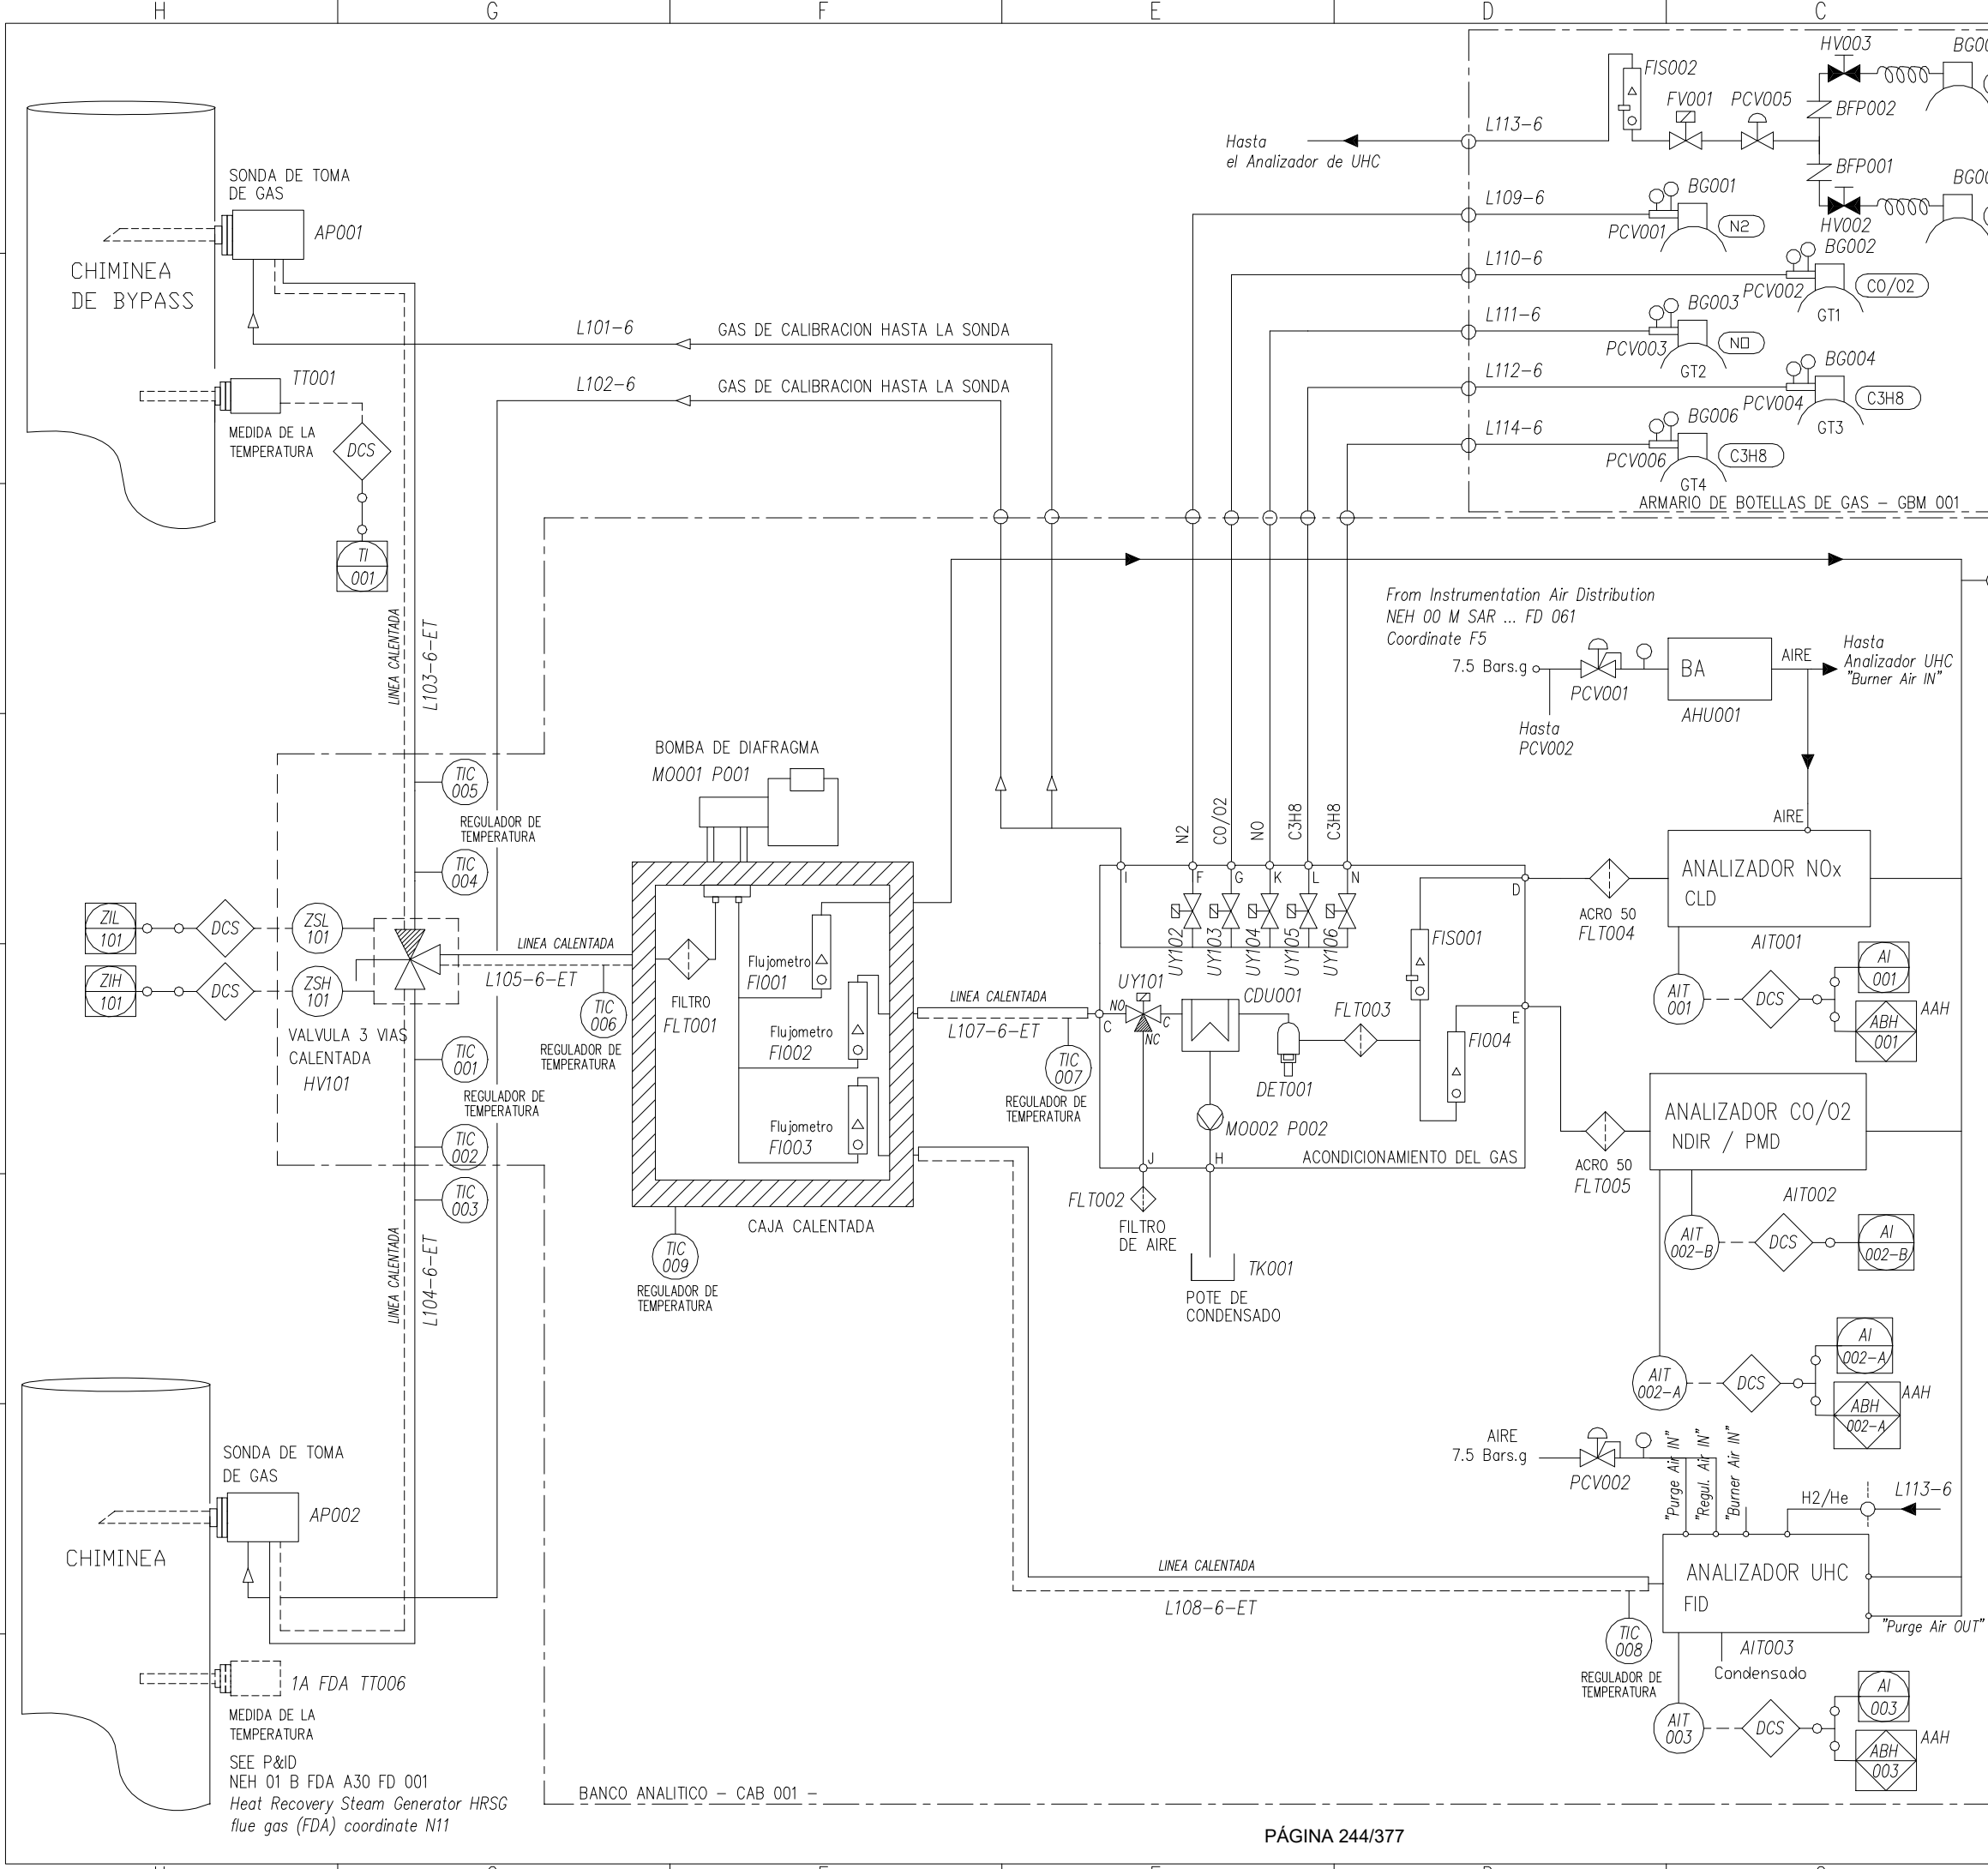 H
G
F
E
D
C
HV003
BG00
FIS002
FV001
PCV005
BFP002
L113-6
Hasta
el Analizador de UHC
BFP001
BG00
SONDA DE TOMA
DE GAS
AP001
L109-6
BG001
N2
PCV001
HV002
BG002
CHIMINEA
DE BYPASS
L110-6
PCV002
CO/O2
GT1
L101-6
GAS DE CALIBRACION HASTA LA SONDA
L111-6
BG003
PCV003
NO
GT2
TT001
L102-6
GAS DE CALIBRACION HASTA LA SONDA
L112-6
BG004
PCV004
C3H8
GT3
MEDIDA DE LA
TEMPERATURA
DCS
L114-6
BG006
PCV006
C3H8
GT4
ARMARIO DE BOTELLAS DE GAS - GBM 001
TI
001
From Instrumentation Air Distribution
NEH 00 M SAR ... FD 061
Coordinate F5
7.5 Bars.g
PCV001
BA
AHU001
AIRE
Hasta
Analizador UHC
"Burner Air IN"
Hasta
PCV002
LINEA CALENTADA
L103-6-ET
BOMBA DE DIAFRAGMA
MO001 P001
TIC
005
REGULADOR DE
TEMPERATURA
TIC
004
N2
CO/O2
NO
C3H8
C3H8
AIRE
I
F
G
K
L
N
D
ANALIZADOR NOx
CLD
ACRO 50
FLT004
AIT001
ZIL
101
DCS
ZSL
101
ZIH
101
DCS
ZSH
101
LINEA CALENTADA
L105-6-ET
TIC
006
REGULADOR DE
TEMPERATURA
VALVULA 3 VIAS
CALENTADA
HV101
FILTRO
FLT001
Flujometro
FI001
Flujometro
FI002
Flujometro
FI003
UY102
UY103
UY104
UY105
UY106
FIS001
LINEA CALENTADA
L107-6-ET
TIC
007
REGULADOR DE
TEMPERATURA
UY101
NO
C
C
NC
CDU001
FLT003
DET001
FI004
E
AIT
001
DCS
AI
001
ABH
001
AAH
TIC
001
REGULADOR DE
TEMPERATURA
TIC
002
TIC
003
MO002 P002
J
H
ACONDICIONAMIENTO DEL GAS
ANALIZADOR CO/O2
NDIR / PMD
ACRO 50
FLT005
AIT002
FLT002
FILTRO
DE AIRE
CAJA CALENTADA
TIC
009
REGULADOR DE
TEMPERATURA
TK001
POTE DE
CONDENSADO
LINEA CALENTADA
L104-6-ET
AIT
002-B
DCS
AI
002-B
AIT
002-A
DCS
AI
002-A
ABH
002-A
AAH
SONDA DE TOMA
DE GAS
AP002
AIRE
7.5 Bars.g
PCV002
"Purge Air IN"
"Regul. Air IN"
"Burner Air IN"
H2/He
L113-6
CHIMINEA
LINEA CALENTADA
L108-6-ET
ANALIZADOR UHC
FID
"Purge Air OUT"
TIC
008
REGULADOR DE
TEMPERATURA
AIT003
Condensado
1A FDA TT006
MEDIDA DE LA
TEMPERATURA
AIT
003
DCS
AI
003
ABH
003
AAH
SEE P&ID
NEH 01 B FDA A30 FD 001
Heat Recovery Steam Generator HRSG
flue gas (FDA) coordinate N11
BANCO ANALITICO - CAB 001 -
PÁGINA 244/377